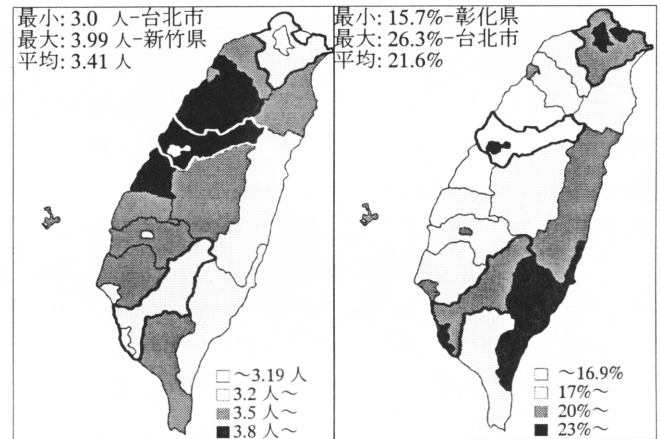 最小: 3.0 人-台北市
最大: 3.99 人-新竹県
平均: 3.41 人
～3.19 人
3.2 人～
3.5 人～
3.8 人～
最小: 15.7%-彰化県
最大: 26.3%-台北市
平均: 21.6%
～16.9%
17%～
20%～
23%～